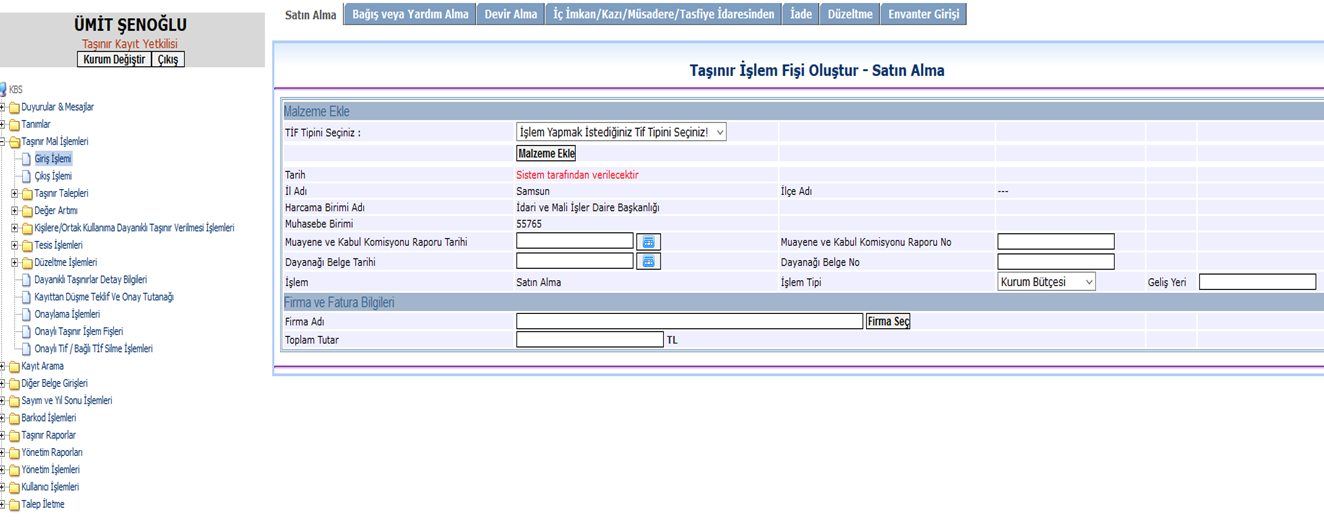 ÜMİT ŞENOĞLU
Taşınır Kayıt Yetkilisi
Kurum Değiştir Çıkış
KBS
Duyurular & Mesajlar
Tanımlar
Taşınır Mal İşlemleri
Giriş İşlemi
Çıkış İşlemi
Taşınır Talepleri
Değer Artımı
Kişilere/Ortak Kullanma Dayanıklı Taşınır Verilmesi İşlemleri
Tesis İşlemleri
Düzeltme İşlemleri
Dayanıklı Taşınırlar Detay Bilgileri
Kayıttan Düşme Teklif Ve Onay Tutanağı
Onaylama İşlemleri
Onaylı Taşınır İşlem Fişleri
Onaylı Tif / Bağlı Tİf Silme İşlemleri
Kayıt Arama
Diğer Belge Girişleri
Sayım ve Yıl Sonu İşlemleri
Barkod İşlemleri
Taşınır Raporlar
Yönetim Raporları
Yönetim İşlemleri
Kullanıcı İşlemleri
Talep İletme
Satın Alma Bağış veya Yardım Alma Devir Alma İç İmkan/Kazı/Müsadere/Tasfiye İdaresinden İade Düzeltme Envanter Girişi
Taşınır İşlem Fişi Oluştur - Satın Alma
Malzeme Ekle
TİF Tipini Seçiniz : İşlem Yapmak İstediğiniz Tif Tipini Seçiniz!
Malzeme Ekle
Tarih Sistem tarafından verilecektir
İl Adı Samsun İlçe Adı ---
Harcama Birimi Adı İdari ve Mali İşler Daire Başkanlığı
Muhasebe Birimi 55765
Muayene ve Kabul Komisyonu Raporu Tarihi Muayene ve Kabul Komisyonu Raporu No
Dayanağı Belge Tarihi Dayanağı Belge No
İşlem Satın Alma İşlem Tipi Kurum Bütçesi Geliş Yeri
Firma ve Fatura Bilgileri
Firma Adı Firma Seç
Toplam Tutar TL